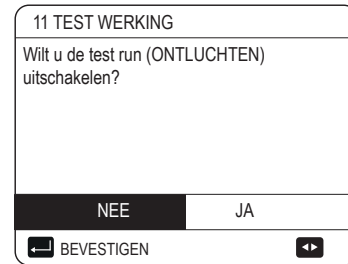 11 TEST WERKING
Wilt u de test run (ONTLUCHTEN)
uitschakelen?
NEE JA
BEVESTIGEN